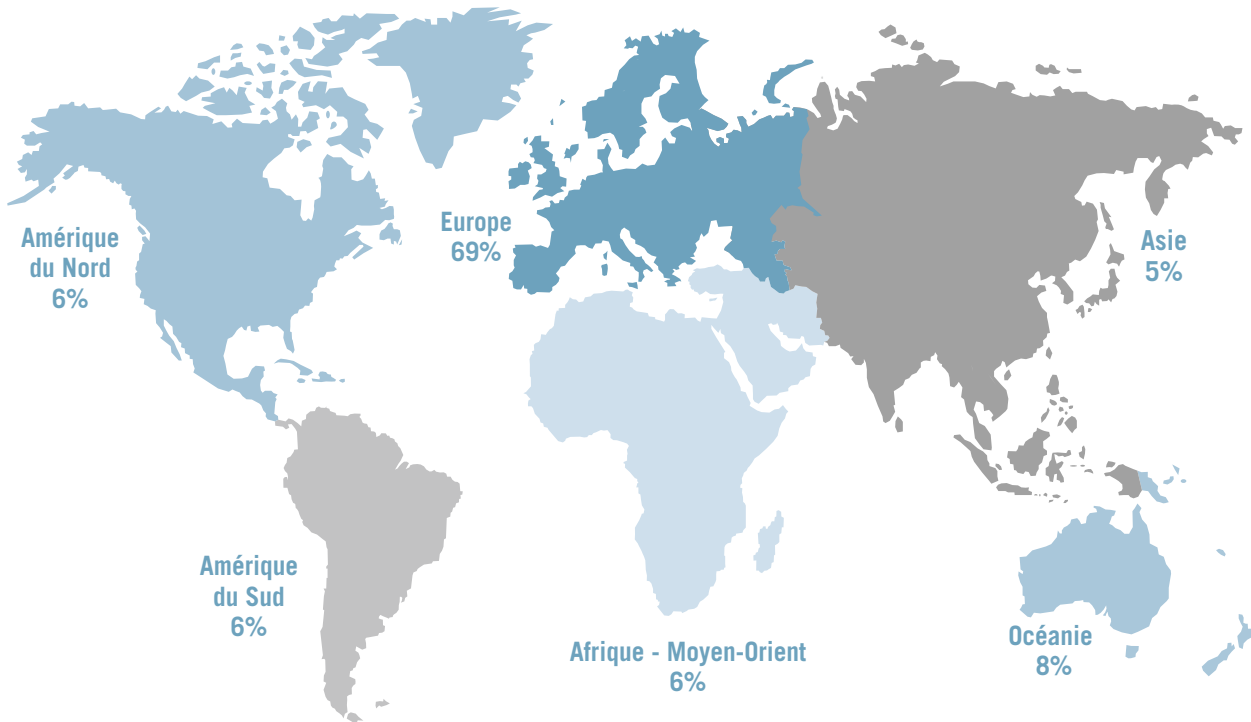 Amérique
du Nord
6%
Europe
69%
Asie
5%
Amérique
du Sud
6%
Afrique - Moyen-Orient
6%
Océanie
8%